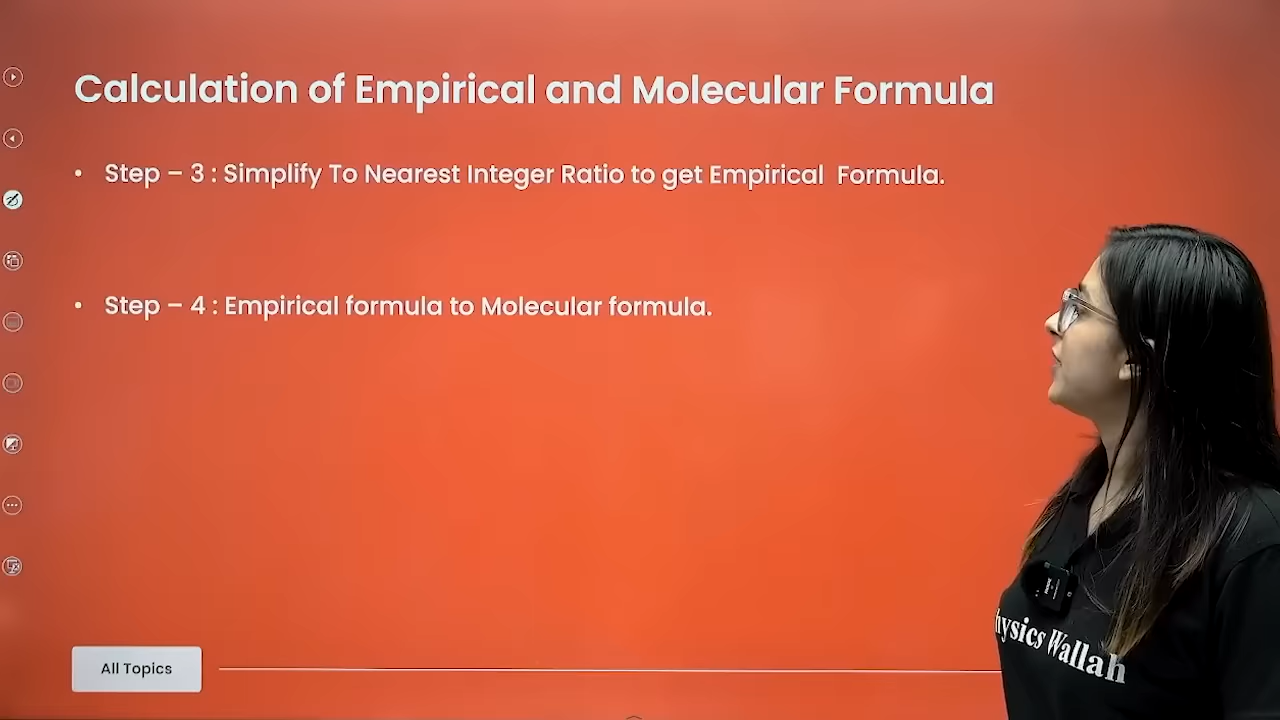 Calculation of Empirical and Molecular Formula
• Step – 3 : Simplify To Nearest Integer Ratio to get Empirical Formula.
• Step – 4 : Empirical formula to Molecular formula.
All Topics
hysics Wallah